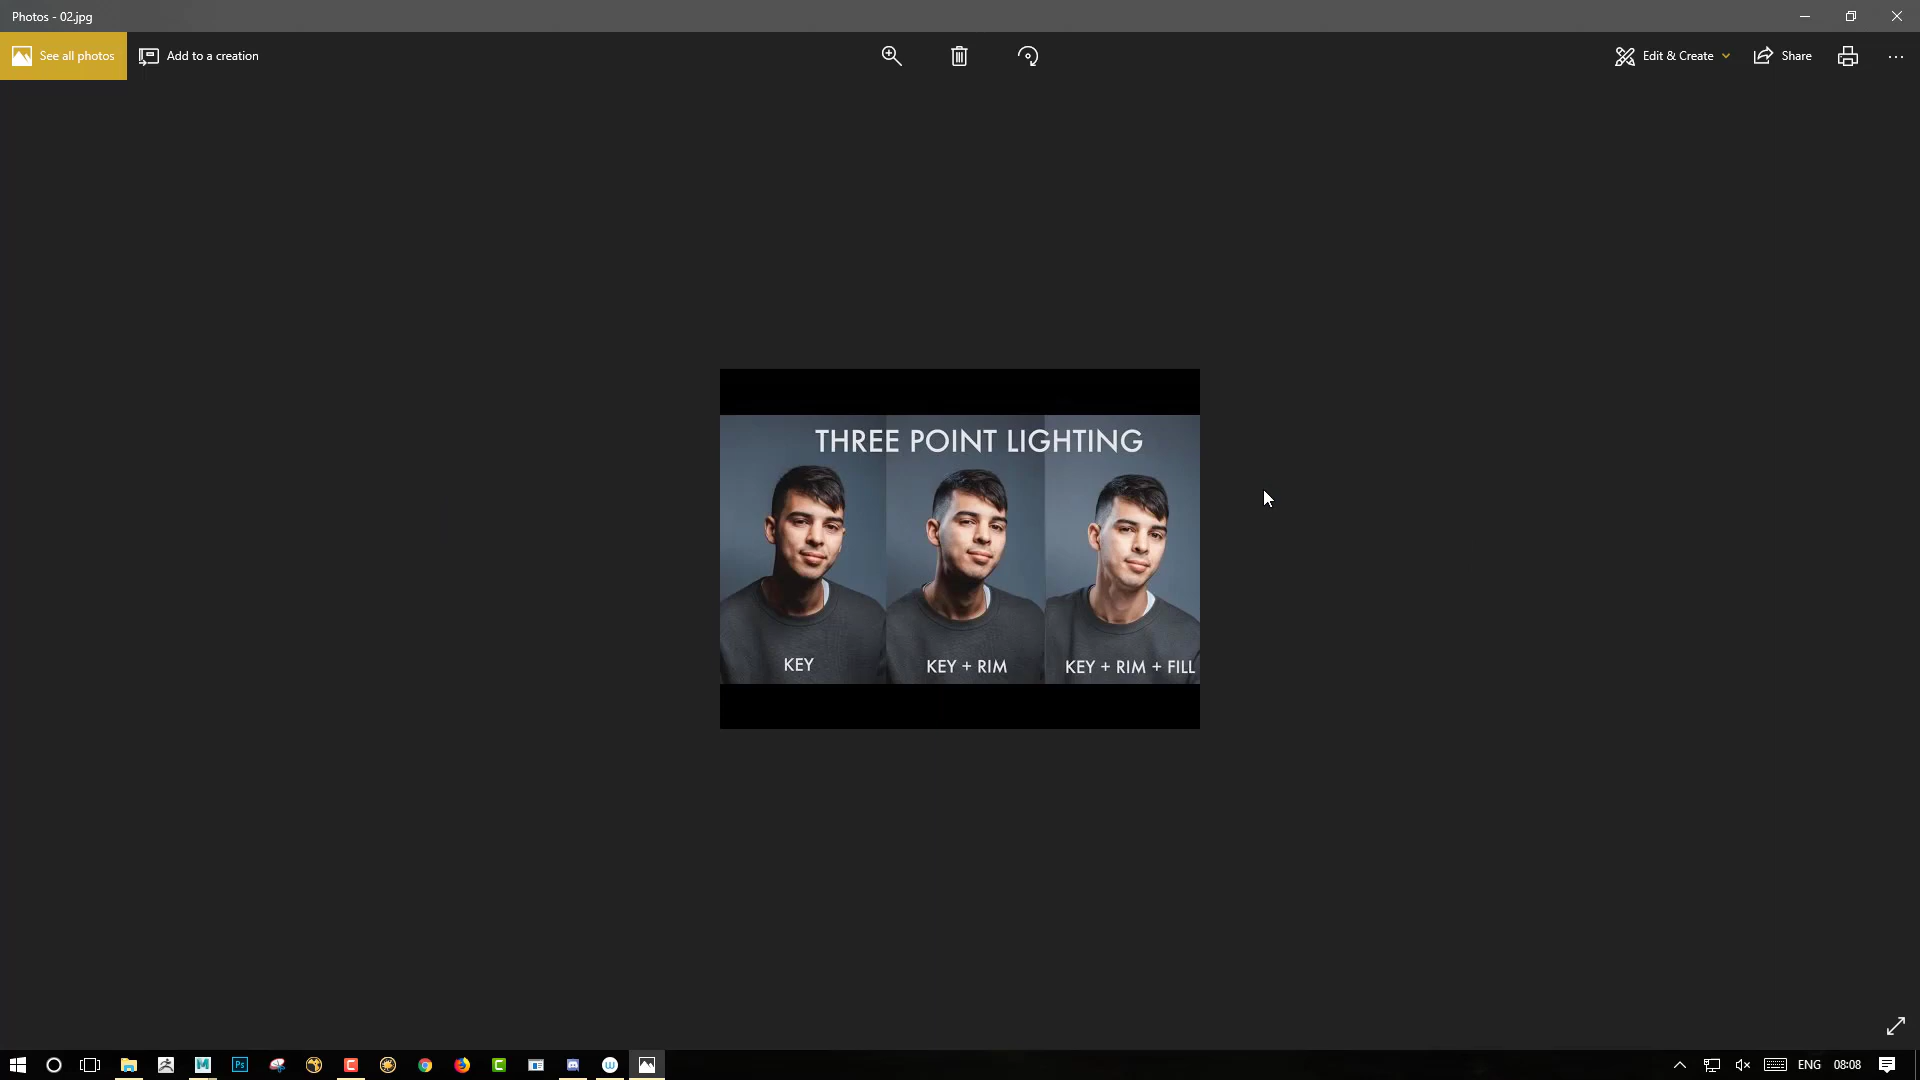 Photos - 02.jpg
See all photos
Add to a creation
Edit & Create
Share
THREE POINT LIGHTING
KEY
KEY + RIM
KEY + RIM + FILL
M
Ps
C
C
w
ENG
08:08